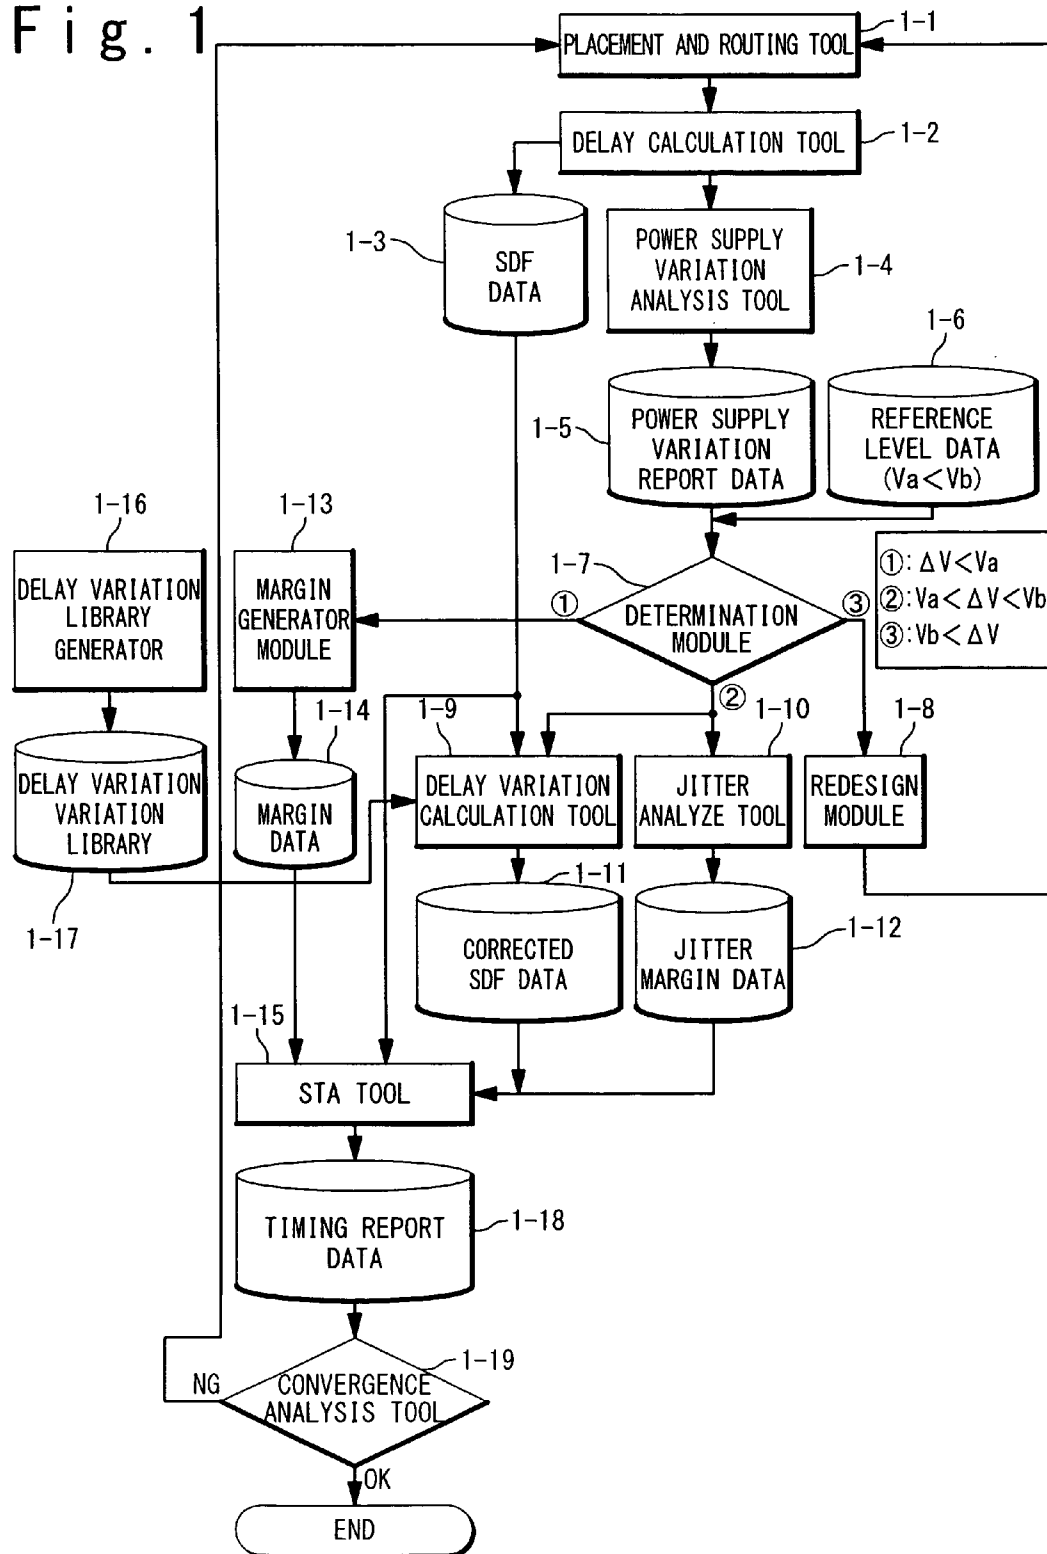 Fig. 1
1-1
PLACEMENT AND ROUTING TOOL
1-2
DELAY CALCULATION TOOL
1-3
SDF
DATA
POWER SUPPLY
VARIATION
ANALYSIS TOOL
1-4
1-6
1-5
POWER SUPPLY
VARIATION
REPORT DATA
REFERENCE
LEVEL DATA
(Va<Vb)
1-16
1-13
DELAY VARIATION
LIBRARY
GENERATOR
MARGIN
GENERATOR
MODULE
1-7
①
DETERMINATION
MODULE
③
②
①: ΔV<Va
②: Va<ΔV<Vb
③: Vb<ΔV
1-14
1-9
1-10
1-8
DELAY VARIATION
VARIATION
LIBRARY
MARGIN
DATA
DELAY VARIATION
CALCULATION TOOL
JITTER
ANALYZE TOOL
REDESIGN
MODULE
1-17
1-11
CORRECTED
SDF DATA
JITTER
MARGIN DATA
1-12
1-15
STA TOOL
TIMING REPORT
DATA
1-18
1-19
NG
CONVERGENCE
ANALYSIS TOOL
OK
END